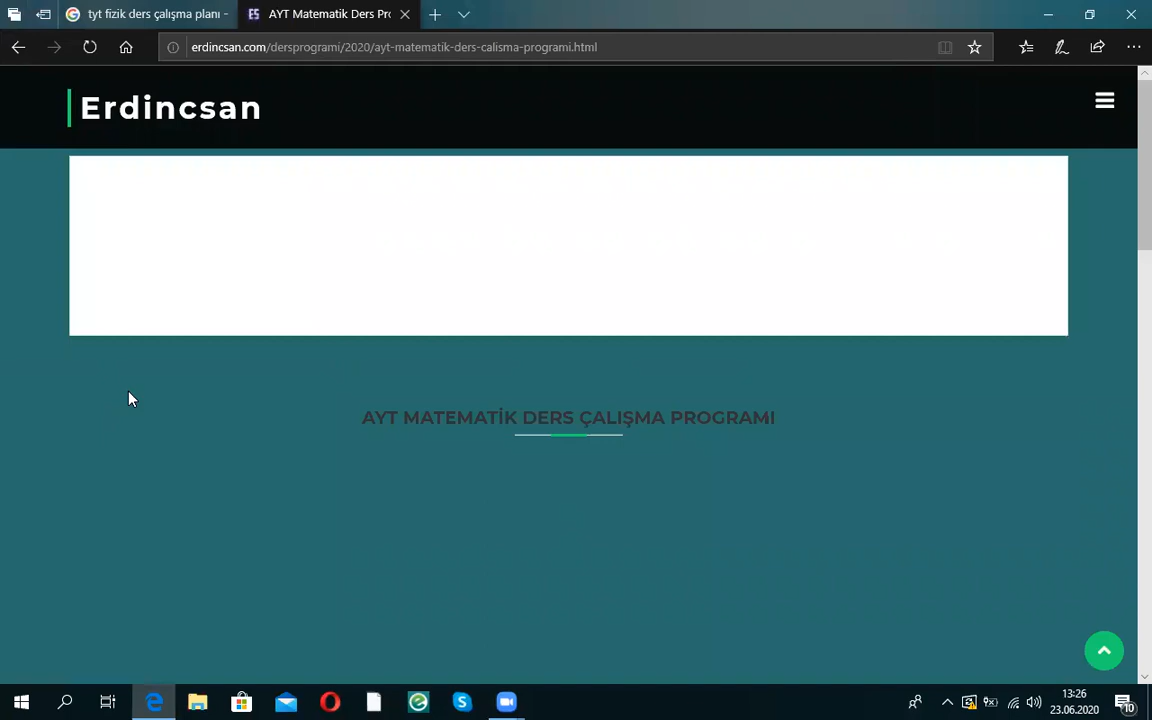 tyt fizik ders çalışma planı -
AYT Matematik Ders Pr
erdincsan.com/dersprogrami/2020/ayt-matematik-ders-calisma-programi.html
Erdincsan
AYT MATEMATİK DERS ÇALIŞMA PROGRAMI
13:26
23.06.2020
10